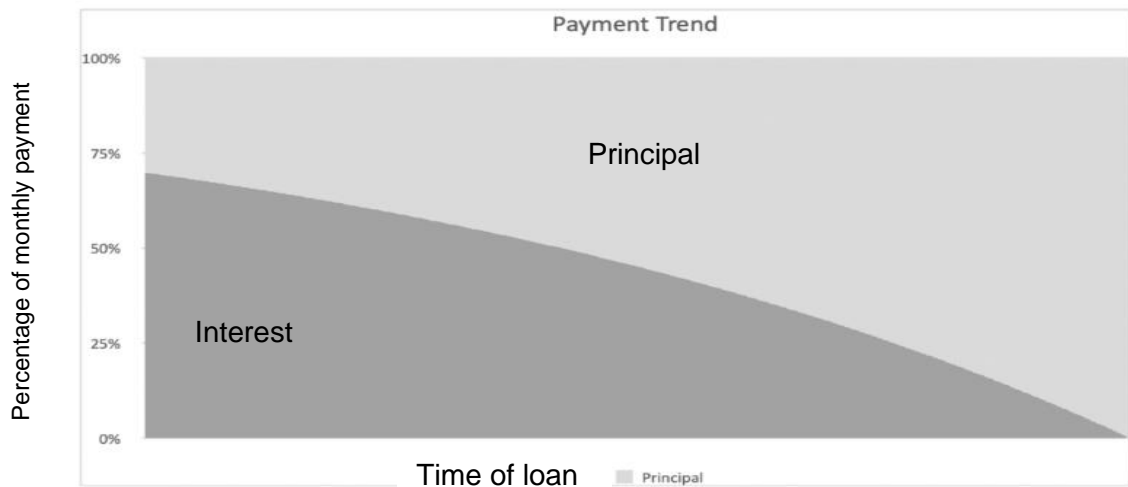 Payment Trend
Percentage of monthly payment
100%
75%
50%
25%
0%
Principal
Interest
Time of loan
Principal